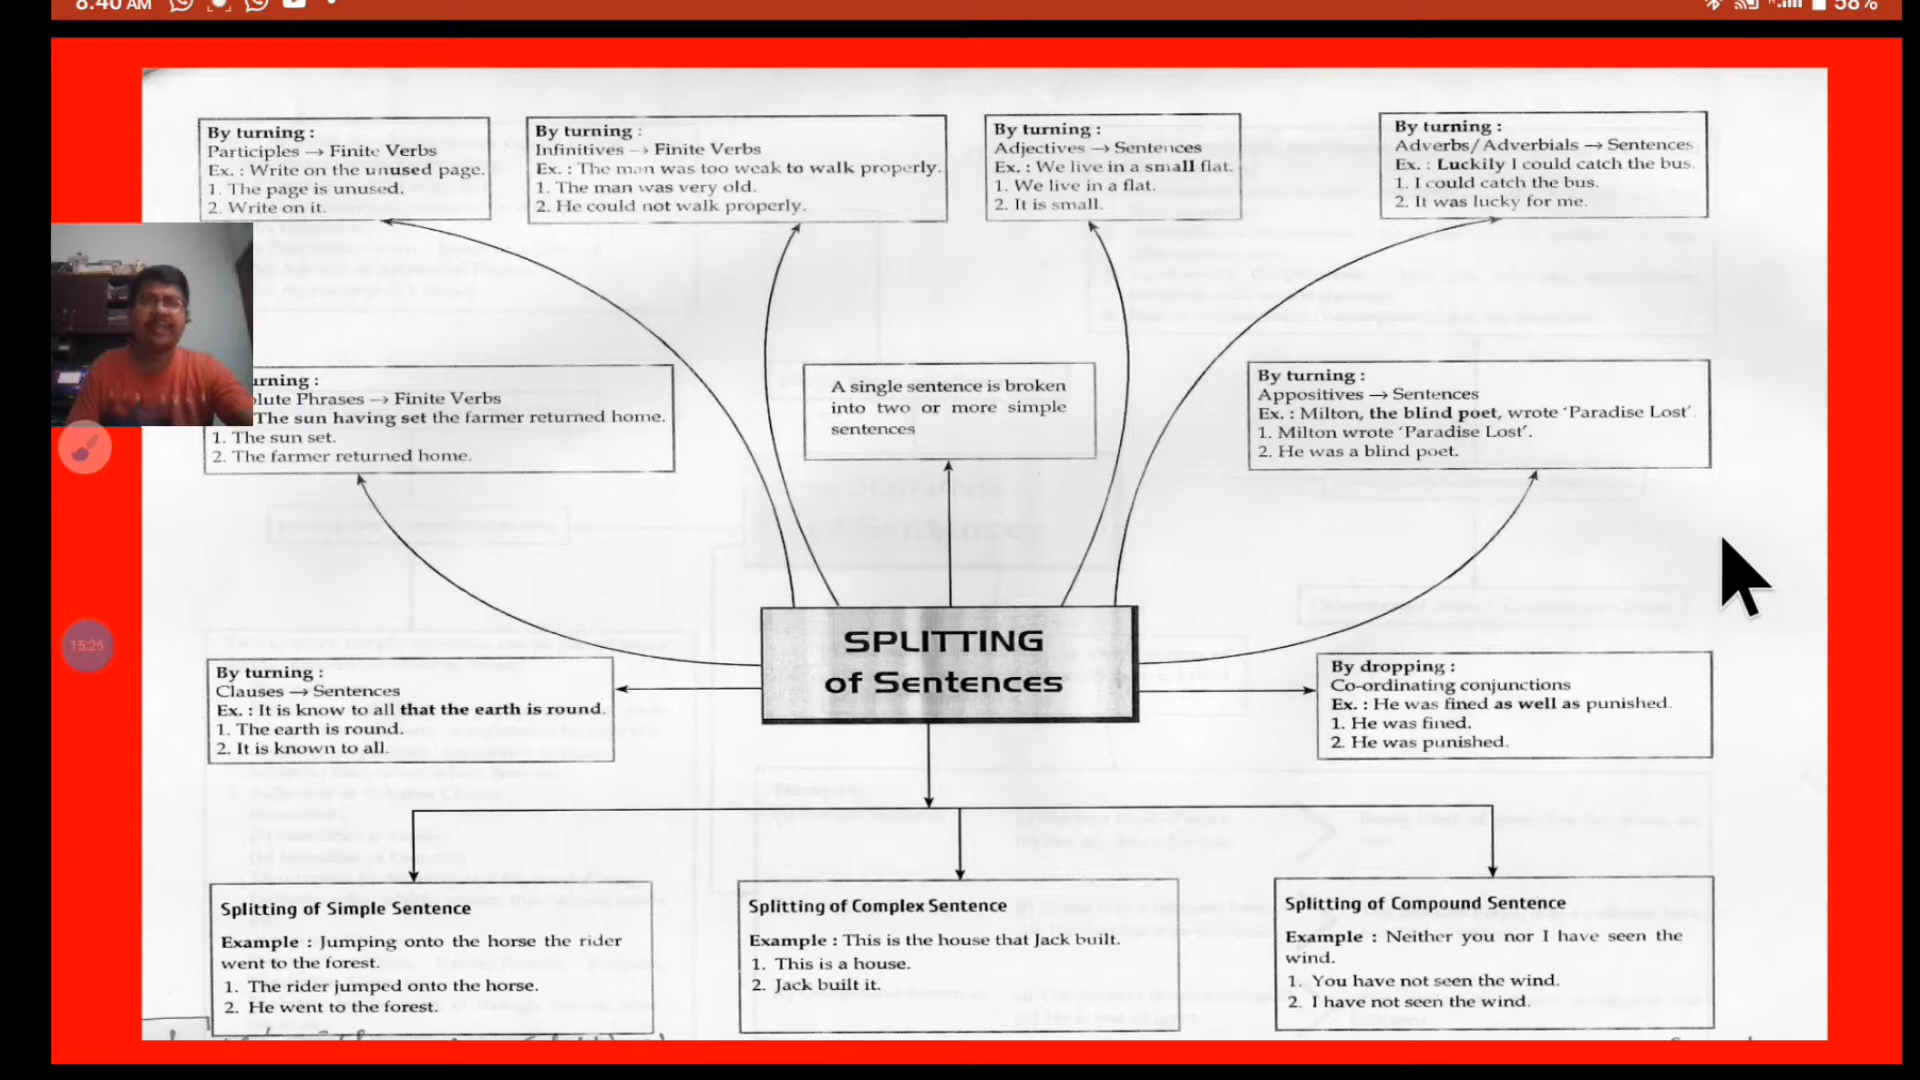 8:40 AM
58%
By turning :
Participles → Finite Verbs
Ex. : Write on the unused page.
1. The page is unused.
2. Write on it.
By turning :
Infinitives → Finite Verbs
Ex. : The man was too weak to walk properly.
1. The man was very old.
2. He could not walk properly.
By turning :
Adjectives → Sentences
Ex. : We live in a small flat.
1. We live in a flat.
2. It is small.
By turning :
Adverbs/Adverbials → Sentences
Ex. : Luckily I could catch the bus.
1. I could catch the bus.
2. It was lucky for me.
urning :
lute Phrases → Finite Verbs
The sun having set the farmer returned home.
1. The sun set.
2. The farmer returned home.
A single sentence is broken
into two or more simple
sentences
By turning :
Appositives → Sentences
Ex. : Milton, the blind poet, wrote ‘Paradise Lost’.
1. Milton wrote ‘Paradise Lost’.
2. He was a blind poet.
15:25
SPLITTING
of Sentences
By turning :
Clauses → Sentences
Ex. : It is know to all that the earth is round.
1. The earth is round.
2. It is known to all.
By dropping :
Co-ordinating conjunctions
Ex. : He was fined as well as punished.
1. He was fined.
2. He was punished.
Splitting of Simple Sentence
Example : Jumping onto the horse the rider
went to the forest.
1. The rider jumped onto the horse.
2. He went to the forest.
Splitting of Complex Sentence
Example : This is the house that Jack built.
1. This is a house.
2. Jack built it.
Splitting of Compound Sentence
Example : Neither you nor I have seen the
wind.
1. You have not seen the wind.
2. I have not seen the wind.